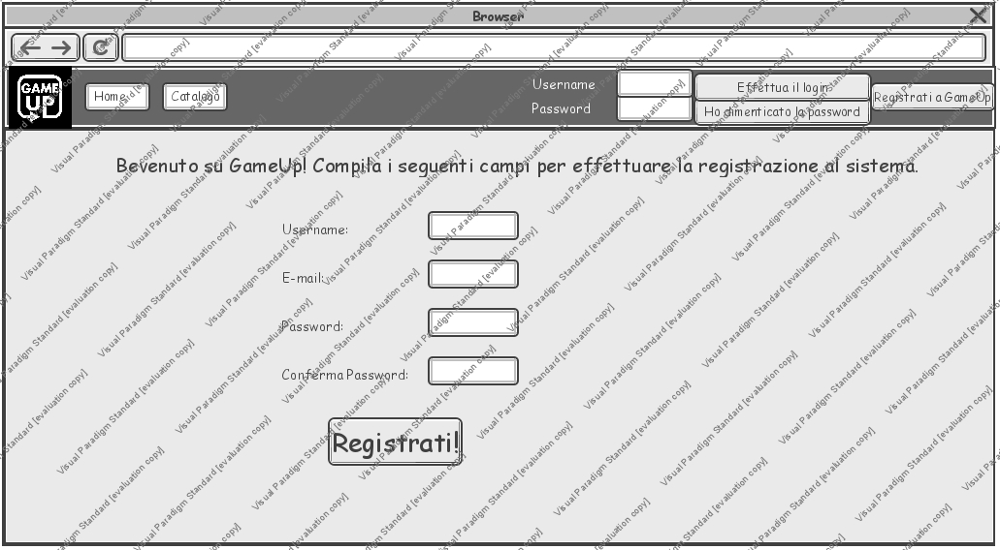 Browser
GAME
UP
Home
Catalogo
Username
Password
Effettua il login
Ho dimenticato la password
Registrati a GameUp
Bevenuto su GameUp! Compila i seguenti campi per effettuare la registrazione al sistema.
Username:
E-mail:
Password:
Conferma Password:
Registrati!
Visual Paradigm Standard [evaluation copy]